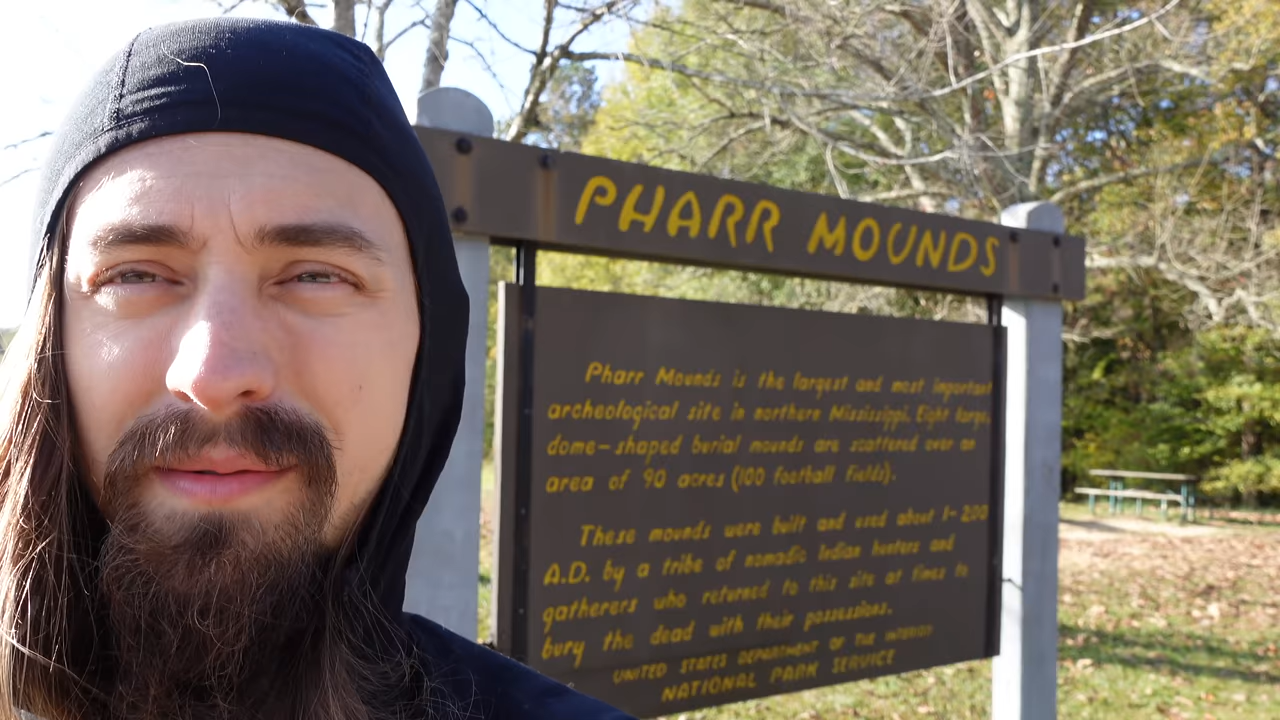 PHARR MOUNDS
Pharr Mounds is the largest and most important
archeological site in northern Mississippi. Eight large,
dome-shaped burial mounds are scattered over an
area of 90 acres (100 football fields).
These mounds were built and used about 1-200
A.D. by a tribe of nomadic Indian hunters and
gatherers who returned to this site at times to
bury the dead with their possessions.
UNITED STATES DEPARTMENT OF THE INTERIOR
NATIONAL PARK SERVICE